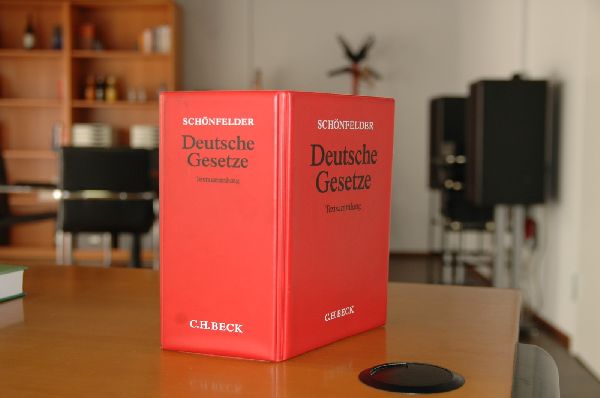 SCHÖNFELDER
Deutsche
Gesetze
Textsammlung
C.H.BECK
SCHÖNFELDER
Deutsche
Gesetze
Textsammlung
C.H.BECK